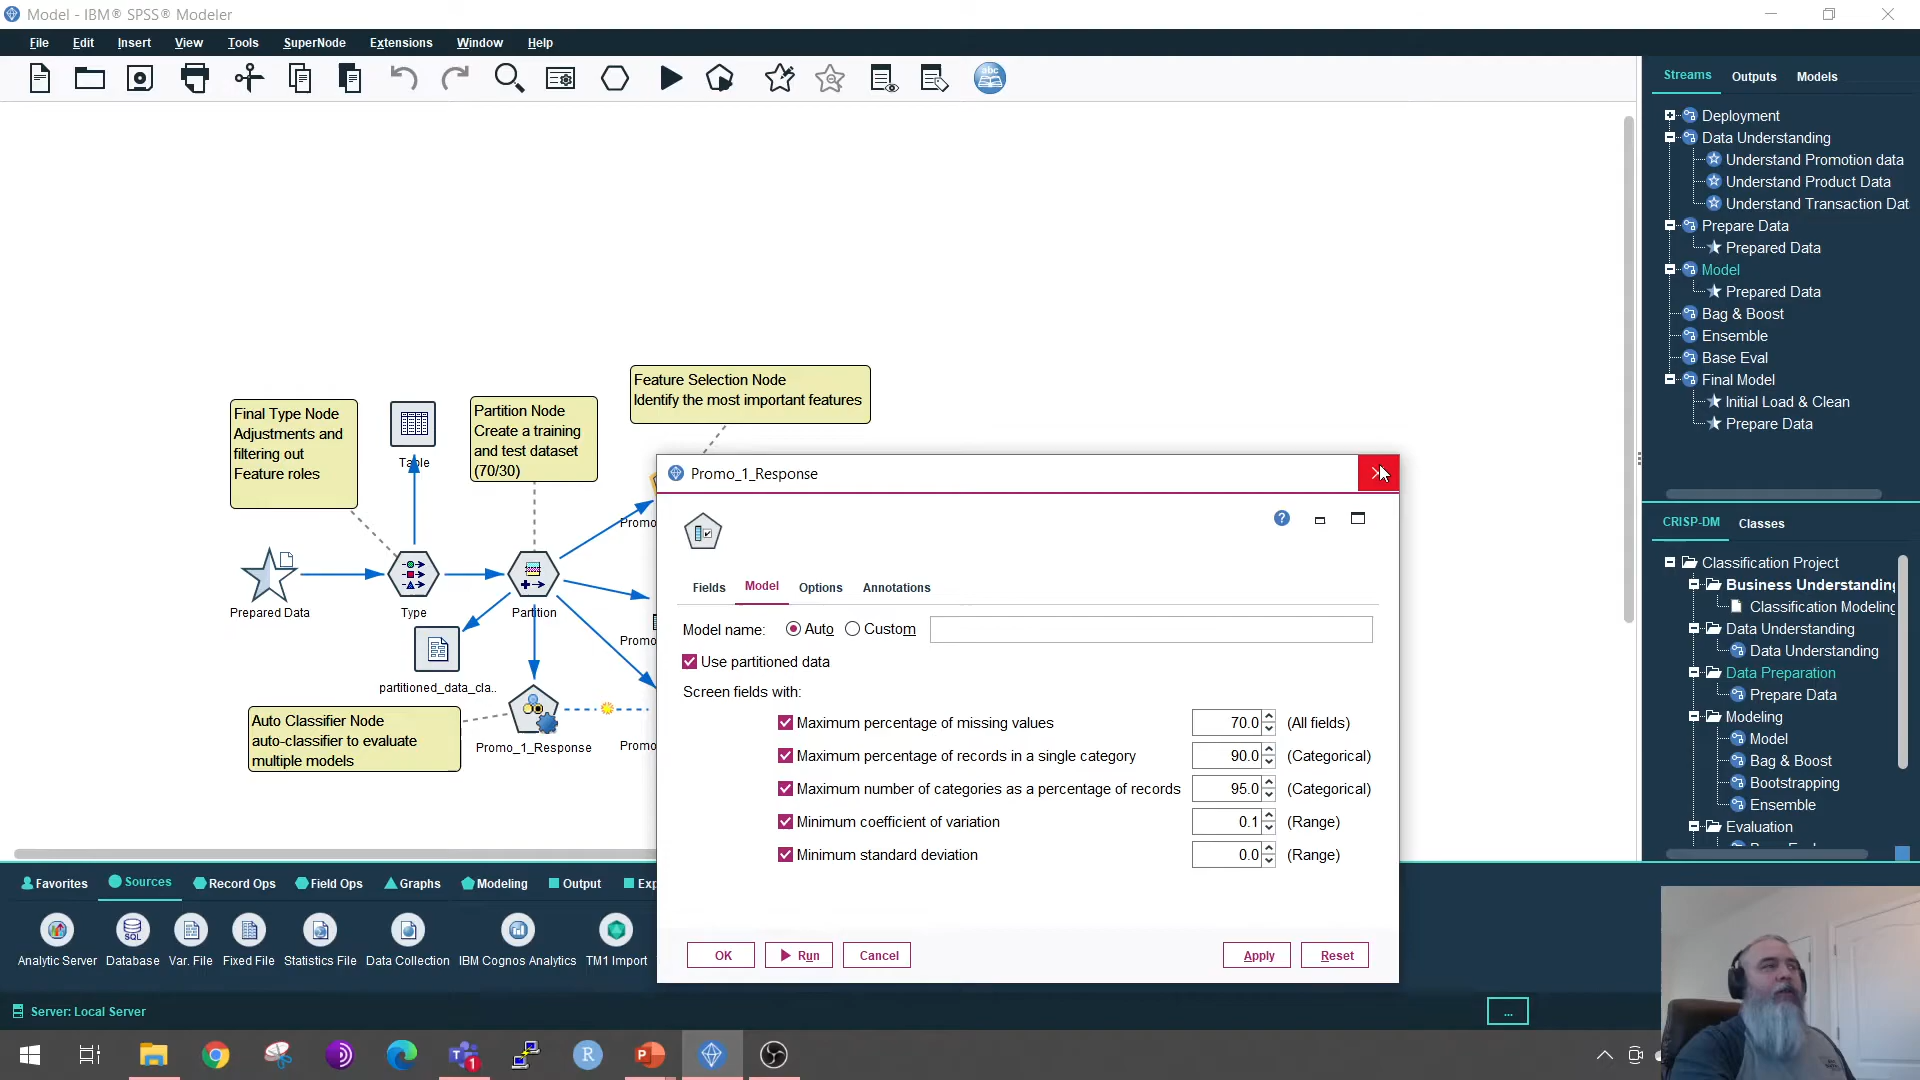 Model - IBM® SPSS® Modeler
File Edit Insert View Tools SuperNode Extensions Window Help
abc
Streams Outputs Models
Deployment
Data Understanding
Understand Promotion data
Understand Product Data
Understand Transaction Dat
Prepare Data
Prepared Data
Model
Prepared Data
Bag & Boost
Ensemble
Base Eval
Final Model
Initial Load & Clean
Prepare Data
CRISP-DM Classes
Classification Project
Business Understanding
Classification Modeling
Data Understanding
Data Understanding
Data Preparation
Prepare Data
Modeling
Model
Bag & Boost
Bootstrapping
Ensemble
Evaluation
Feature Selection Node
Identify the most important features
Final Type Node
Adjustments and
filtering out
Feature roles
Table
Partition Node
Create a training
and test dataset
(70/30)
Prepared Data
Type
Partition
Promo
Promo
partitioned_data_cla..
Auto Classifier Node
auto-classifier to evaluate
multiple models
Promo_1_Response
Promo
Promo_1_Response
Fields Model Options Annotations
Model name: Auto Custom
Use partitioned data
Screen fields with:
Maximum percentage of missing values 70.0 (All fields)
Maximum percentage of records in a single category 90.0 (Categorical)
Maximum number of categories as a percentage of records 95.0 (Categorical)
Minimum coefficient of variation 0.1 (Range)
Minimum standard deviation 0.0 (Range)
OK Run Cancel Apply Reset
Favorites Sources Record Ops Field Ops Graphs Modeling Output Exp
SQL
Analytic Server Database Var. File Fixed File Statistics File Data Collection IBM Cognos Analytics TM1 Import
Server: Local Server
...
1
R
P